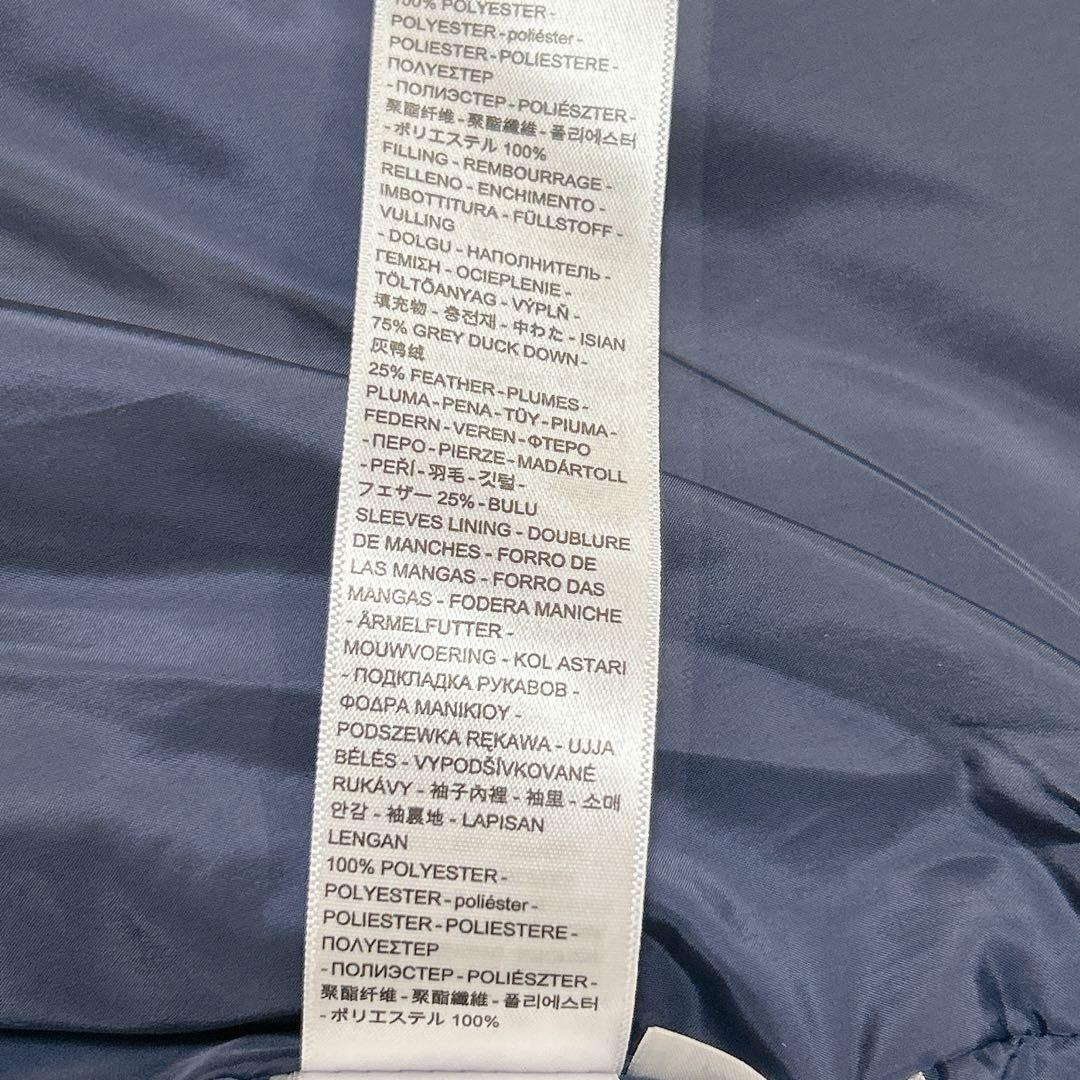 100% POLYESTER -
POLYESTER - poliéster -
POLIESTER - POLIESTERE -
ΠΟΛΥΕΣΤΕΡ
- ПОЛИЭСТЕР - POLIÉSZTER -
聚酯纤维 - 聚酯纖維 - 폴리에스터
- ポリエステル 100%
FILLING - REMBOURRAGE -
RELLENO - ENCHIMENTO -
IMBOTTITURA - FÜLLSTOFF -
VULLING
- DOLGU - НАПОЛНИТЕЛЬ -
ΓΕΜΙΣΗ - OCIEPLENIE -
TÖLTŐANYAG - VÝPLŇ -
填充物 - 충전재 - 中わた - ISIAN
75% GREY DUCK DOWN -
灰鸭绒
25% FEATHER - PLUMES -
PLUMA - PENA - TÜY - PIUMA -
FEDERN - VEREN - ΦΤΕΡΟ
- ПЕРО - PIERZE - MADÁRTOLL
- PEŘÍ - 羽毛 - 깃털 -
フェザー 25% - BULU
SLEEVES LINING - DOUBLURE
DE MANCHES - FORRO DE
LAS MANGAS - FORRO DAS
MANGAS - FODERA MANICHE
- ÄRMELFUTTER -
MOUWVOERING - KOL ASTARI
- ПОДКЛАДКА РУКАВОВ -
ΦΟΔΡΑ ΜΑΝΙΚΙΟΥ -
PODSZEWKA RĘKAWA - UJJA
BÉLÉS - VYPODŠÍVKOVANÉ
RUKÁVY - 袖子內裡 - 袖里 - 소매
안감 - 袖裏地 - LAPISAN
LENGAN
100% POLYESTER -
POLYESTER - poliéster -
POLIESTER - POLIESTERE -
ΠΟΛΥΕΣΤΕΡ
- ПОЛИЭСТЕР - POLIÉSZTER -
聚酯纤维 - 聚酯纖維 - 폴리에스터
- ポリエステル 100%